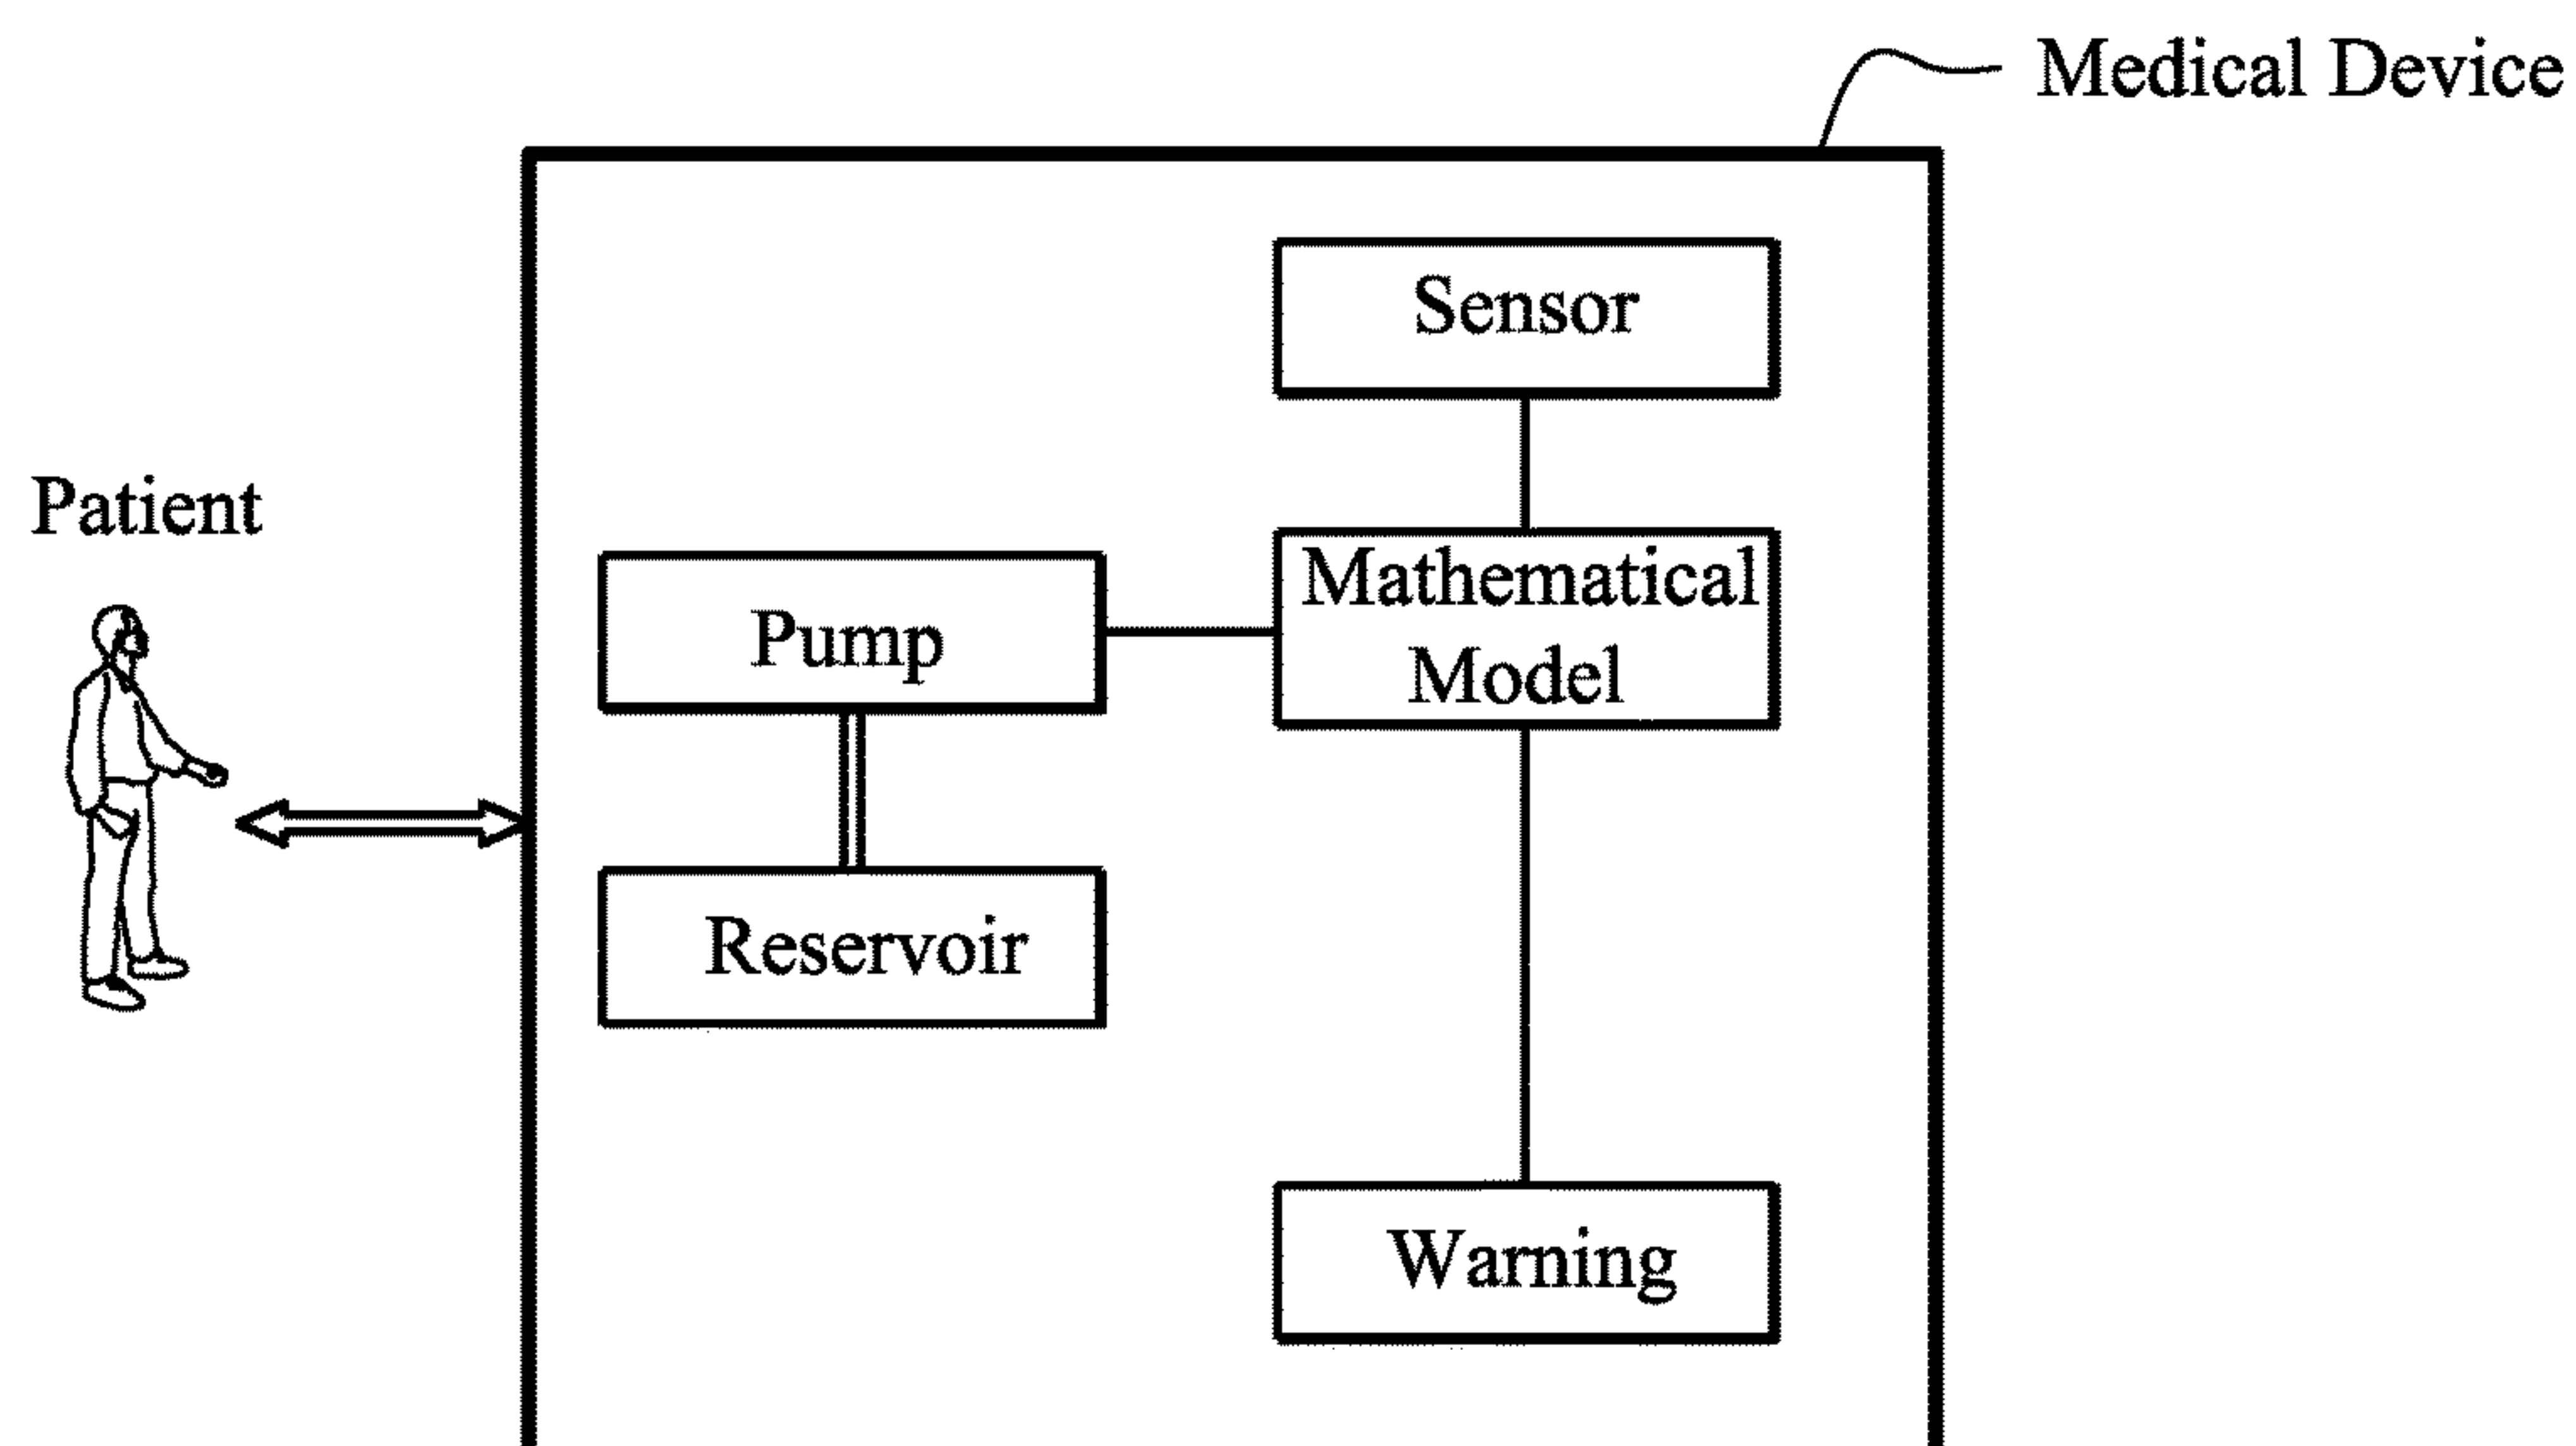 Medical Device
Sensor
Patient
Mathematical
Model
Pump
Reservoir
Warning